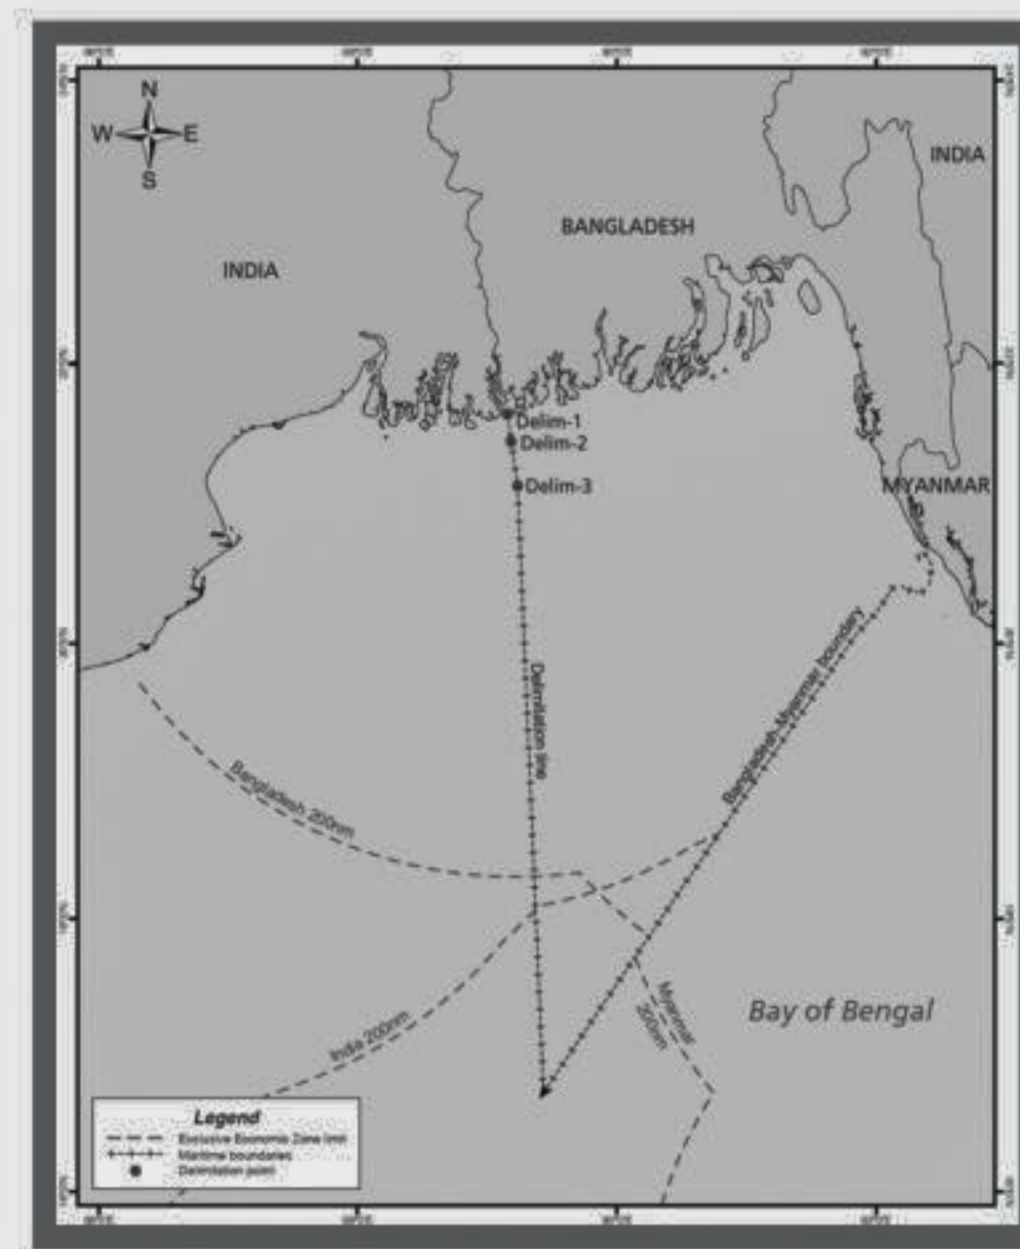 N
W E
S
INDIA
BANGLADESH
INDIA
Delim-1
Delim-2
Delim-3
MYANMAR
Delimitation line
Bangladesh-Myanmar boundary
Bangladesh 200nm
India 200nm
Myanmar
200nm
Bay of Bengal
Legend
Exclusive Economic Zone limit
Maritime boundaries
Delimitation point